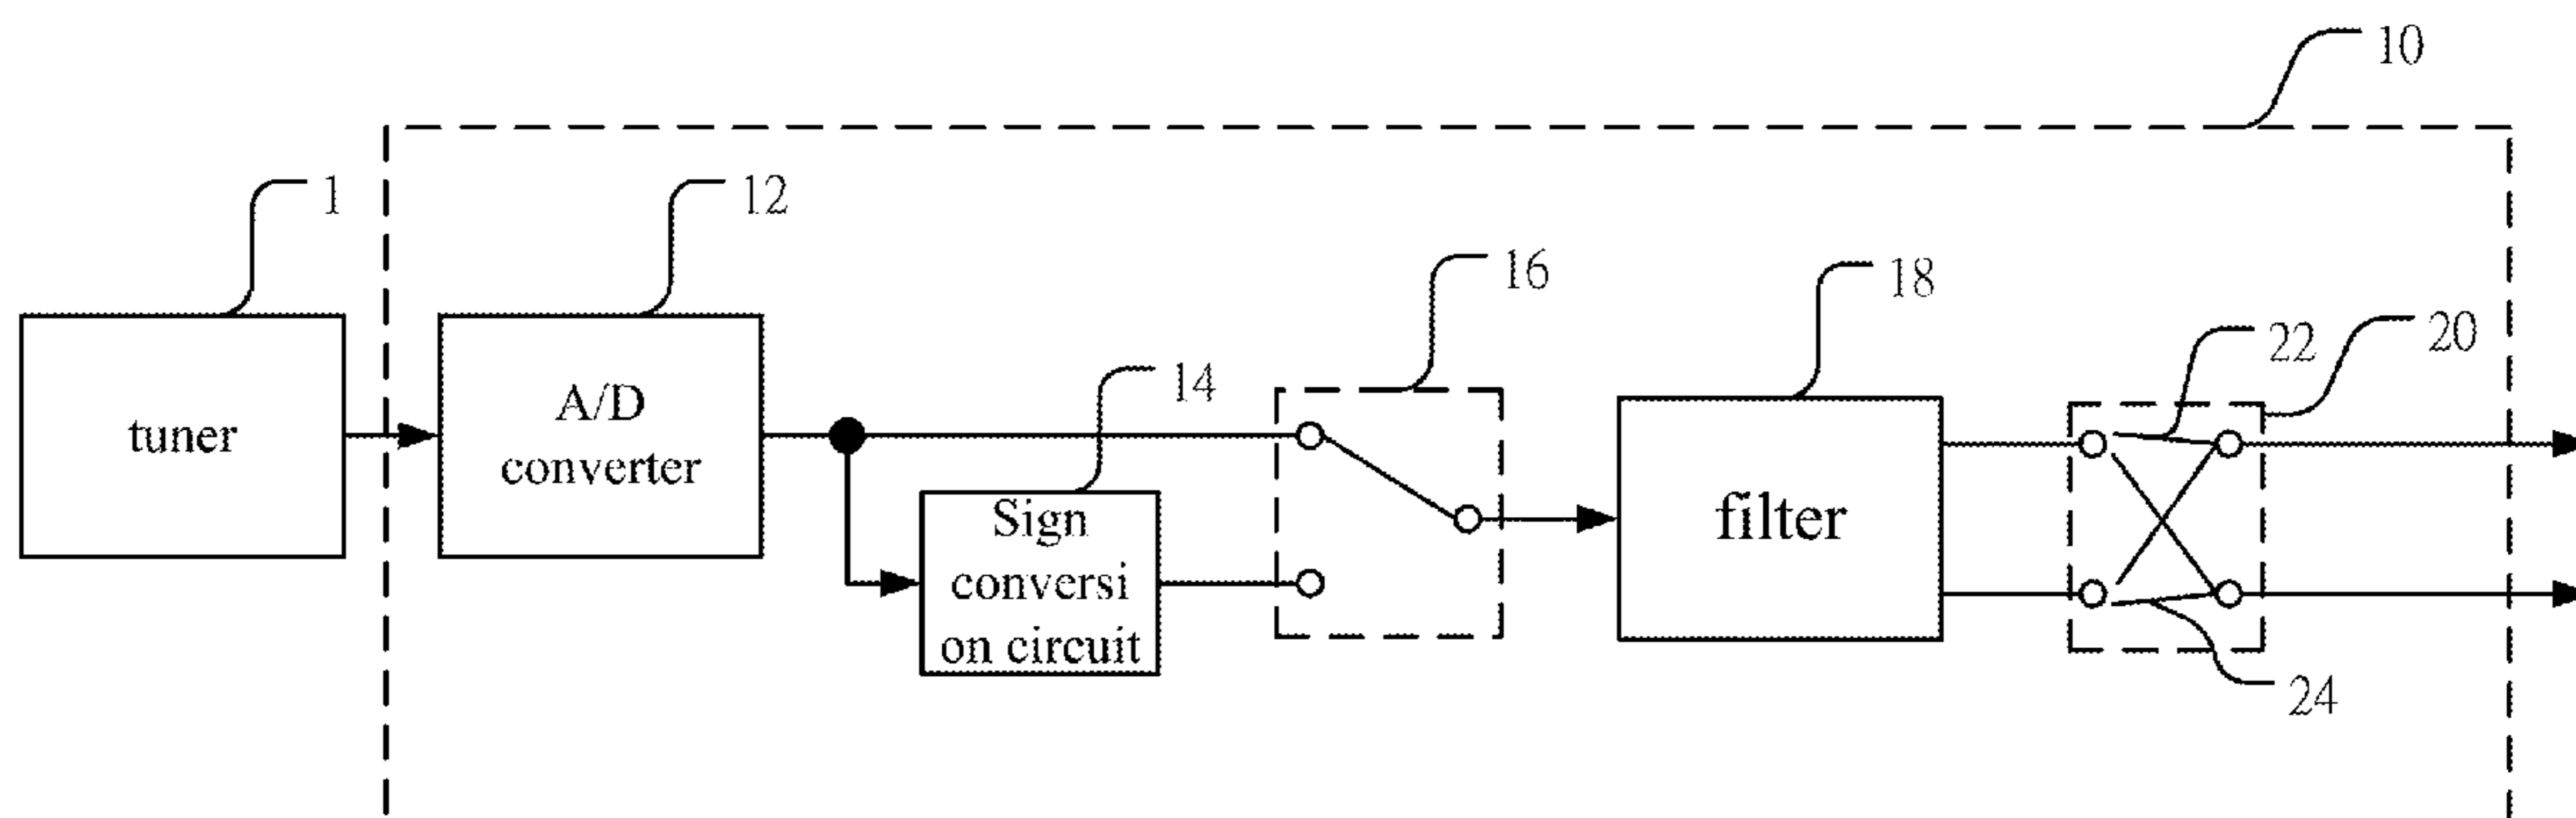 10
1
12
16
18
22
20
14
tuner
A/D
converter
Sign
conversi
on circuit
filter
24